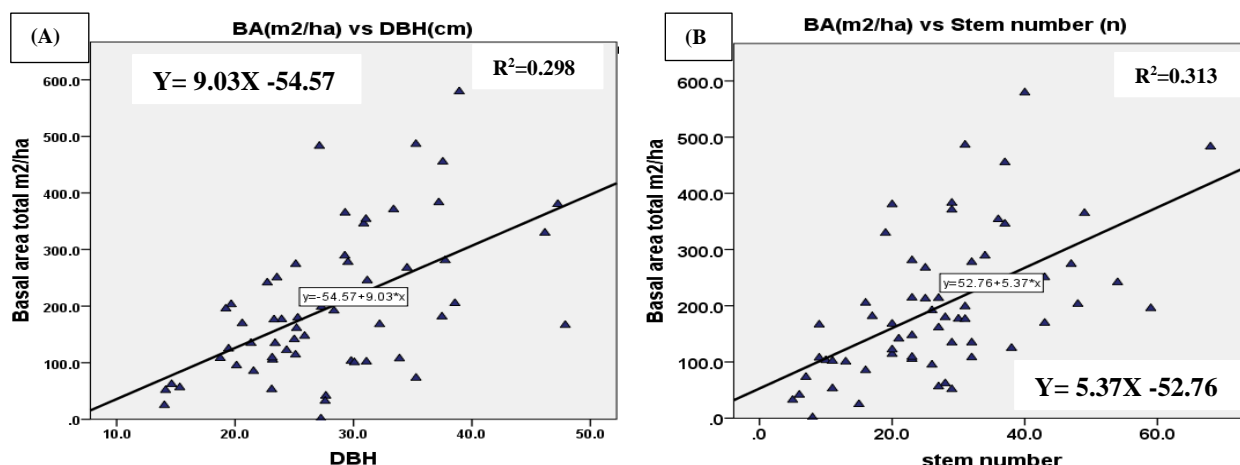 (A)
BA(m2/ha) vs DBH(cm)
Y= 9.03X -54.57
R²=0.298
Basal area total m2/ha
600.0
500.0
400.0
300.0
200.0
100.0
.0
y=-54.57+9.03*x
10.0 20.0 30.0 40.0 50.0
DBH
(B)
BA(m2/ha) vs Stem number (n)
R²=0.313
Basal area total m2/ha
600.0
500.0
400.0
300.0
200.0
100.0
.0
y=52.76+5.37*x
Y= 5.37X -52.76
.0 20.0 40.0 60.0
stem number